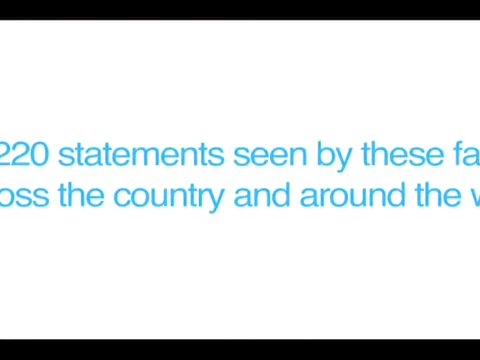 220 statements seen by these fa
oss the country and around the w